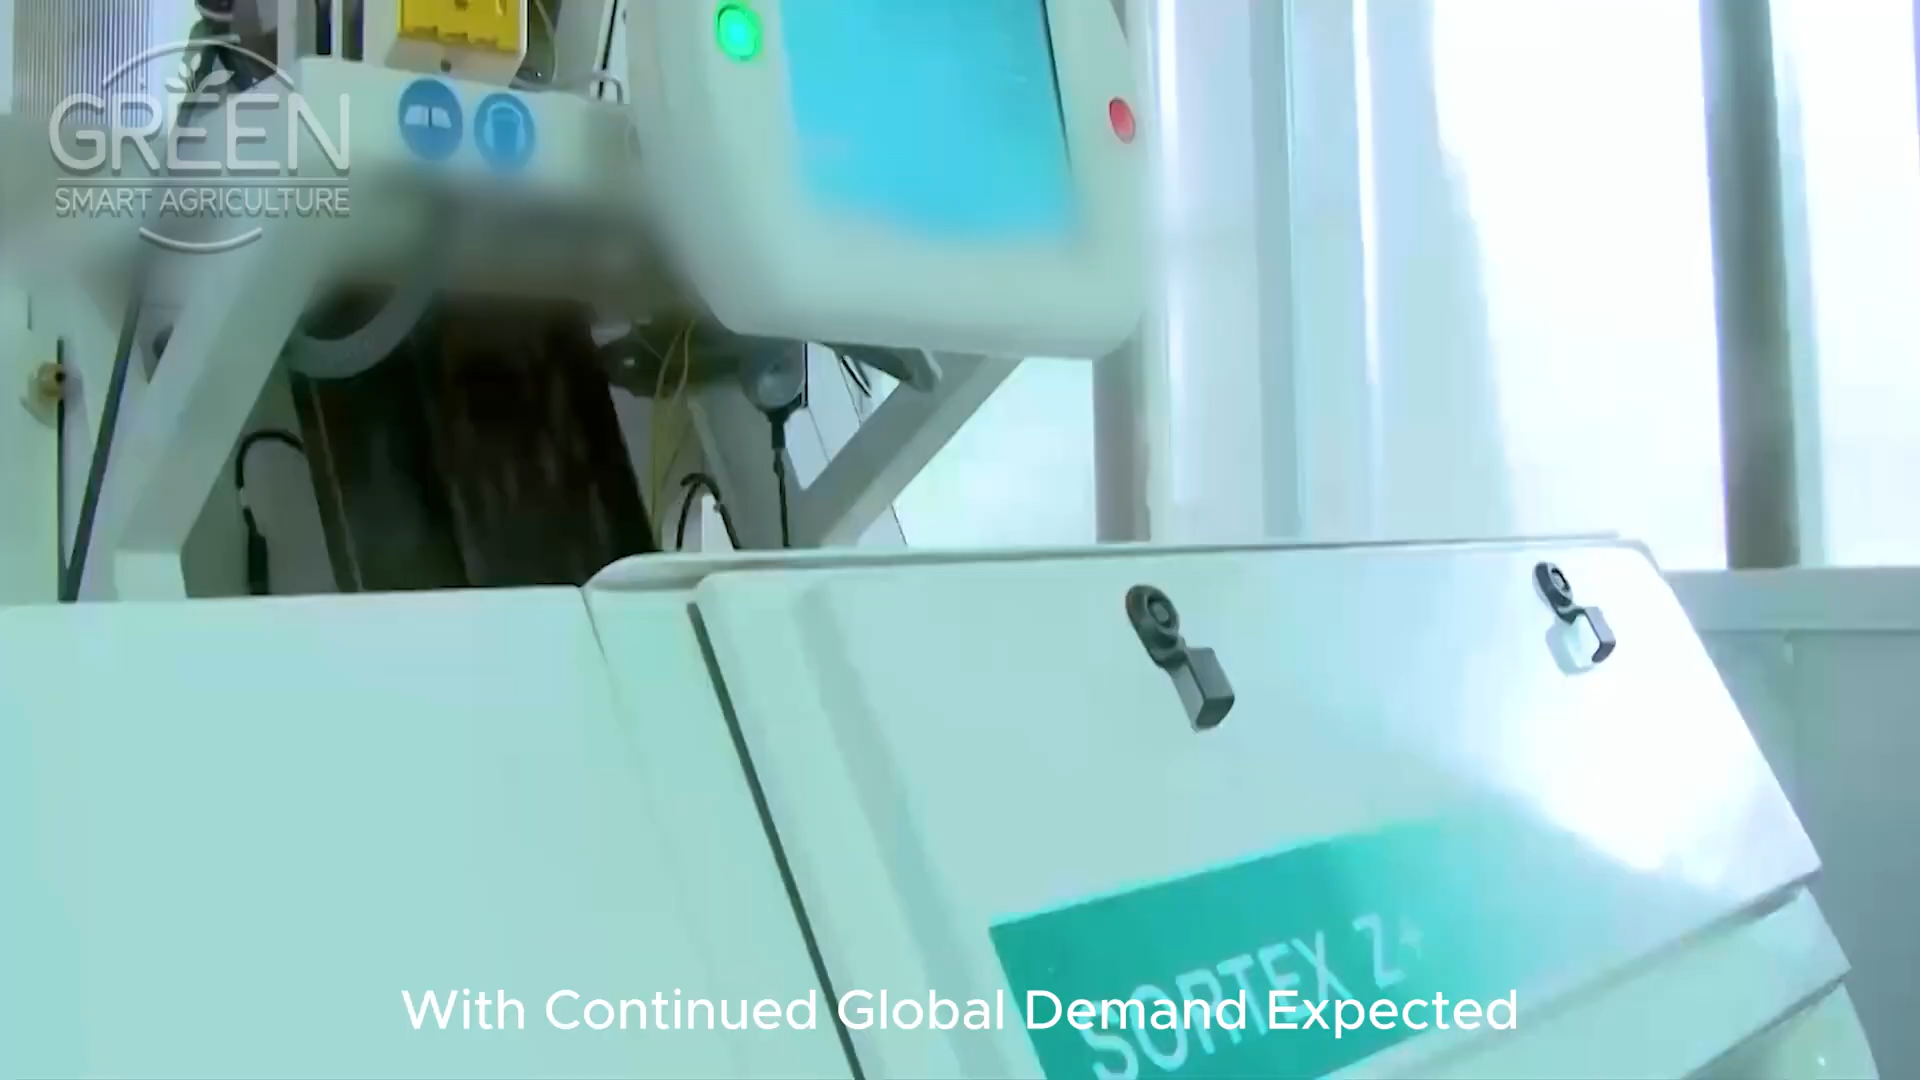 GREEN
SMART AGRICULTURE
SORTEX Z+
With Continued Global Demand Expected